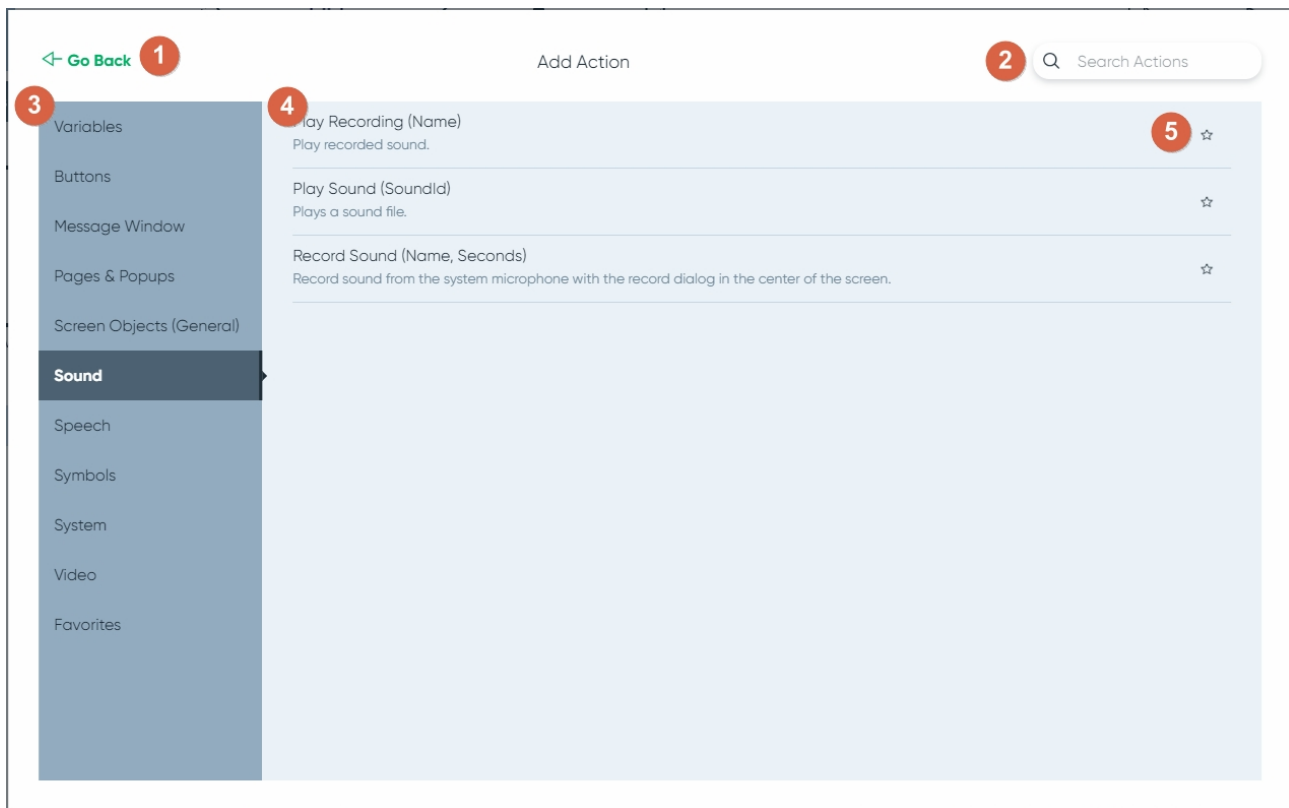 Go Back
1
Add Action
2
Search Actions
3
Variables
Buttons
Message Window
Pages & Popups
Screen Objects (General)
Sound
Speech
Symbols
System
Video
Favorites
4
Play Recording (Name)
Play recorded sound.
5
Play Sound (SoundId)
Plays a sound file.
Record Sound (Name, Seconds)
Record sound from the system microphone with the record dialog in the center of the screen.